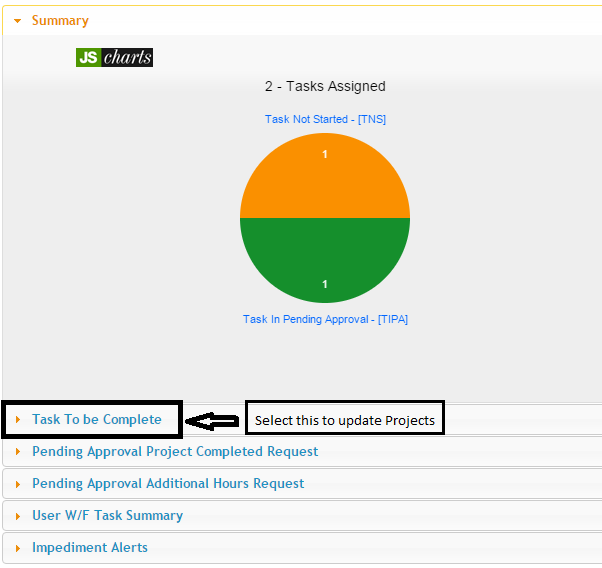 Summary
JS charts
2 - Tasks Assigned
Task Not Started - [TNS]
1
1
Task In Pending Approval - [TIPA]
Task To be Complete
Select this to update Projects
Pending Approval Project Completed Request
Pending Approval Additional Hours Request
User W/F Task Summary
Impediment Alerts